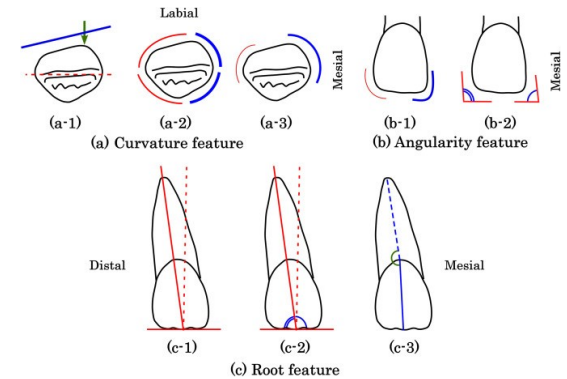 Labial
Mesial
Mesial
(a-1)
(a-2)
(a-3)
(b-1)
(b-2)
(a) Curvature feature
(b) Angularity feature
Distal
Mesial
(c-1)
(c-2)
(c-3)
(c) Root feature